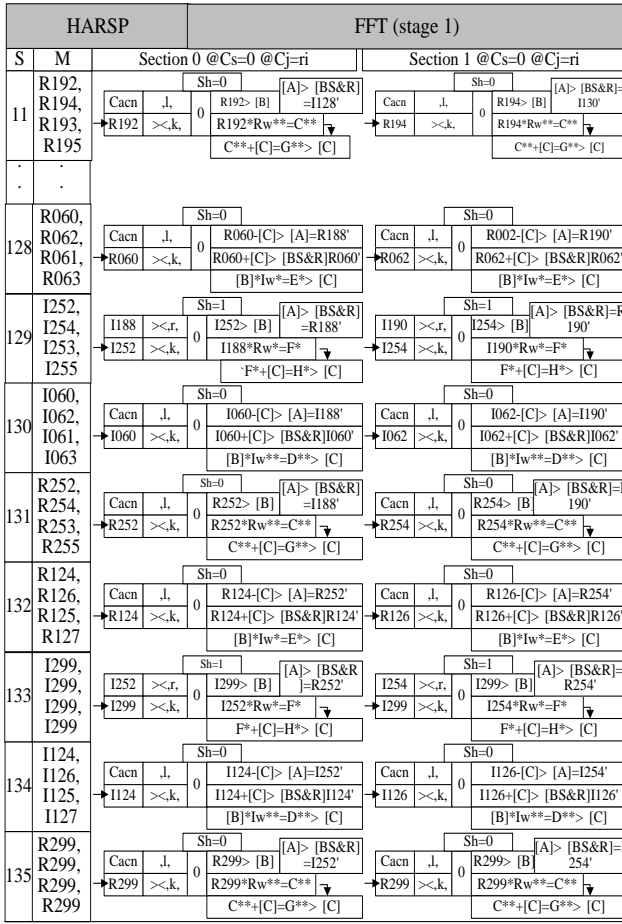 HARSP FFT (stage 1)
S M Section 0 @Cs=0 @Cj=ri Section 1 @Cs=0 @Cj=ri
11
R192,
R194,
R193,
R195
Sh=0
Cacn ,l,
R192 ><,k,
0
R192> [B]
[A]> [BS&R]
=I128'
R192*Rw**=C**
C**+[C]=G**> [C]
Sh=0
Cacn ,l,
R194 ><,k,
0
R194> [B]
[A]> [BS&R]=
I130'
R194*Rw**=C**
C**+[C]=G**> [C]
. .
. .
128
R060,
R062,
R061,
R063
Sh=0
Cacn ,l,
R060 ><,k,
0
R060-[C]> [A]=R188'
R060+[C]> [BS&R]R060'
[B]*Iw*=E*> [C]
Sh=0
Cacn ,l,
R062 ><,k,
0
R002-[C]> [A]=R190'
R062+[C]> [BS&R]R062'
[B]*Iw*=E*> [C]
129
I252,
I254,
I253,
I255
Sh=1
I188 ><,r,
I252 ><,k,
0
I252> [B]
[A]> [BS&R]
=R188'
I188*Rw*=F*
`F*+[C]=H*> [C]
Sh=0
I190 ><,r,
I254 ><,k,
0
I254> [B]
[A]> [BS&R]=R
190'
I190*Rw*=F*
F*+[C]=H*> [C]
130
I060,
I062,
I061,
I063
Sh=0
Cacn ,l,
I060 ><,k,
0
I060-[C]> [A]=I188'
I060+[C]> [BS&R]I060'
[B]*Iw**=D**> [C]
Sh=0
Cacn ,l,
I062 ><,k,
0
I062-[C]> [A]=I190'
I062+[C]> [BS&R]I062'
[B]*Iw**=D**> [C]
131
R252,
R254,
R253,
R255
Sh=0
Cacn ,l,
R252 ><,k,
0
R252> [B]
[A]> [BS&R]
=I188'
R252*Rw**=C**
C**+[C]=G**> [C]
Sh=0
Cacn ,l,
R254 ><,k,
0
R254> [B]
[A]> [BS&R]=I
190'
R254*Rw**=C**
C**+[C]=G**> [C]
132
R124,
R126,
R125,
R127
Sh=0
Cacn ,l,
R124 ><,k,
0
R124-[C]> [A]=R252'
R124+[C]> [BS&R]R124'
[B]*Iw*=E*> [C]
Sh=0
Cacn ,l,
R126 ><,k,
0
R126-[C]> [A]=R254'
R126+[C]> [BS&R]R126'
[B]*Iw*=E*> [C]
133
I299,
I299,
I299,
I299
Sh=1
I252 ><,r,
I299 ><,k,
0
I299> [B]
[A]> [BS&R
]=R252'
I252*Rw*=F*
F*+[C]=H*> [C]
Sh=1
I254 ><,r,
I299 ><,k,
0
I299> [B]
[A]> [BS&R]=
R254'
I254*Rw*=F*
F*+[C]=H*> [C]
134
I124,
I126,
I125,
I127
Sh=0
Cacn ,l,
I124 ><,k,
0
I124-[C]> [A]=I252'
I124+[C]> [BS&R]I124'
[B]*Iw**=D**> [C]
Sh=0
Cacn ,l,
I126 ><,k,
0
I126-[C]> [A]=I254'
I126+[C]> [BS&R]I126'
[B]*Iw**=D**> [C]
135
R299,
R299,
R299,
R299
Sh=0
Cacn ,l,
R299 ><,k,
0
R299> [B]
[A]> [BS&R]
=I252'
R299*Rw**=C**
C**+[C]=G**> [C]
Sh=0
Cacn ,l,
R299 ><,k,
0
R299> [B]
[A]> [BS&R]=I
254'
R299*Rw**=C**
C**+[C]=G**> [C]